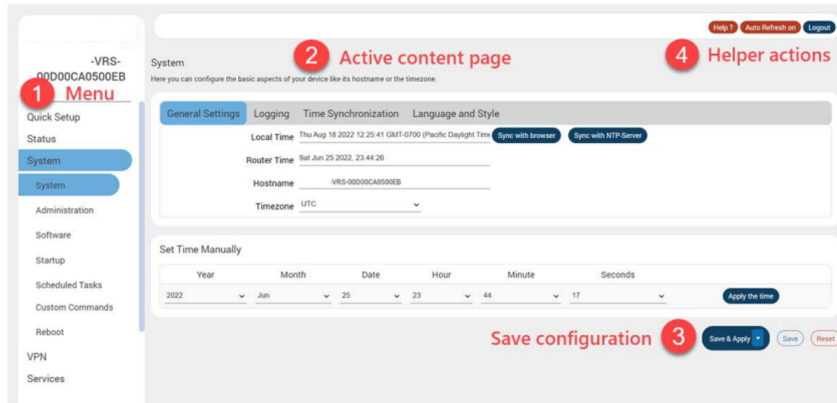 Help ? Auto Refresh on Logout
4 Helper actions
2 Active content page
-VRS-
00D00CA0500EB
1 Menu
Quick Setup
Status
System
System
Administration
Software
Startup
Scheduled Tasks
Custom Commands
Reboot
VPN
Services
System
Here you can configure the basic aspects of your device like its hostname or the timezone.
General Settings Logging Time Synchronization Language and Style
Local Time Thu Aug 18 2022 12:25:41 GMT-0700 (Pacific Daylight Time Sync with browser Sync with NTP-Server
Router Time Sat Jun 25 2022, 23:44:26
Hostname -VRS-00D00CA0500EB
Timezone UTC
Set Time Manually
Year Month Date Hour Minute Seconds
2022 Jun 25 23 44 17 Apply the time
Save configuration 3 Save & Apply Save Reset